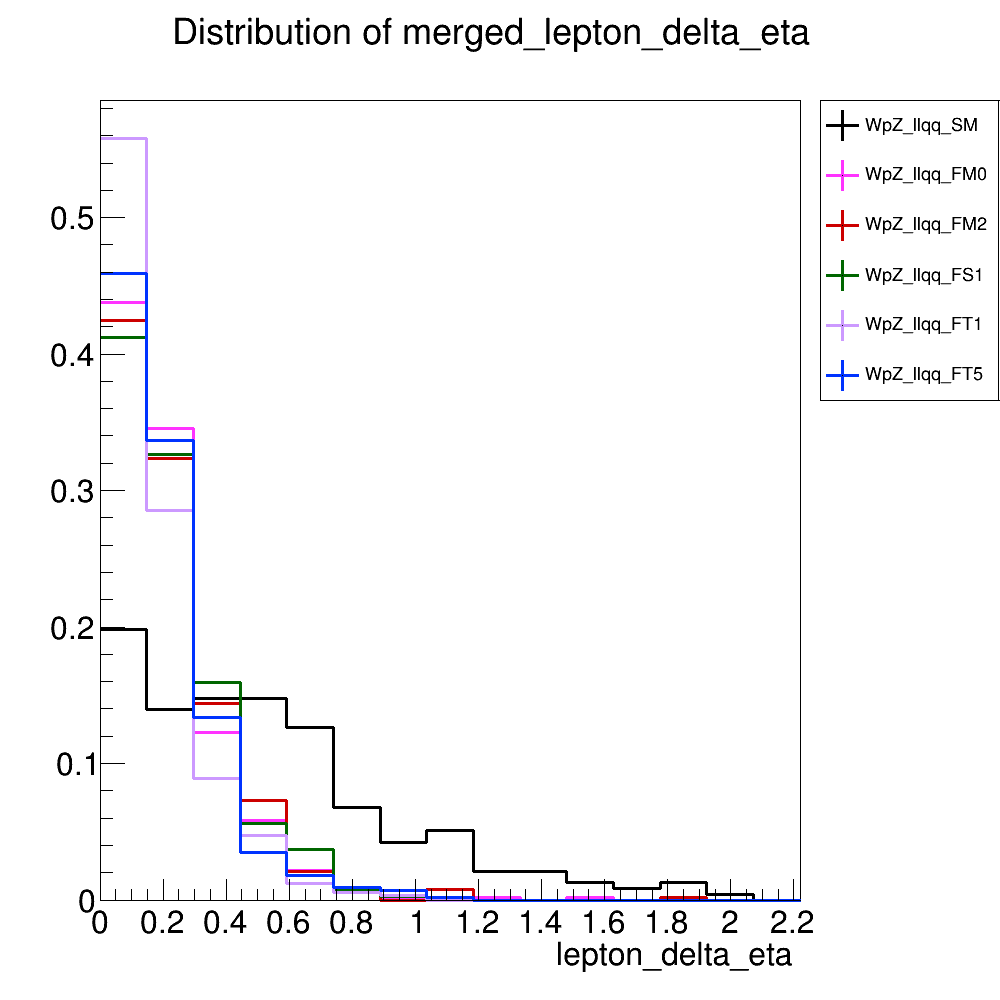 Distribution of merged_lepton_delta_eta
WpZ_llqq_SM
WpZ_llqq_FM0
WpZ_llqq_FM2
WpZ_llqq_FS1
WpZ_llqq_FT1
WpZ_llqq_FT5
0.5
0.4
0.3
0.2
0.1
0
0 0.2 0.4 0.6 0.8 1 1.2 1.4 1.6 1.8 2 2.2
lepton_delta_eta